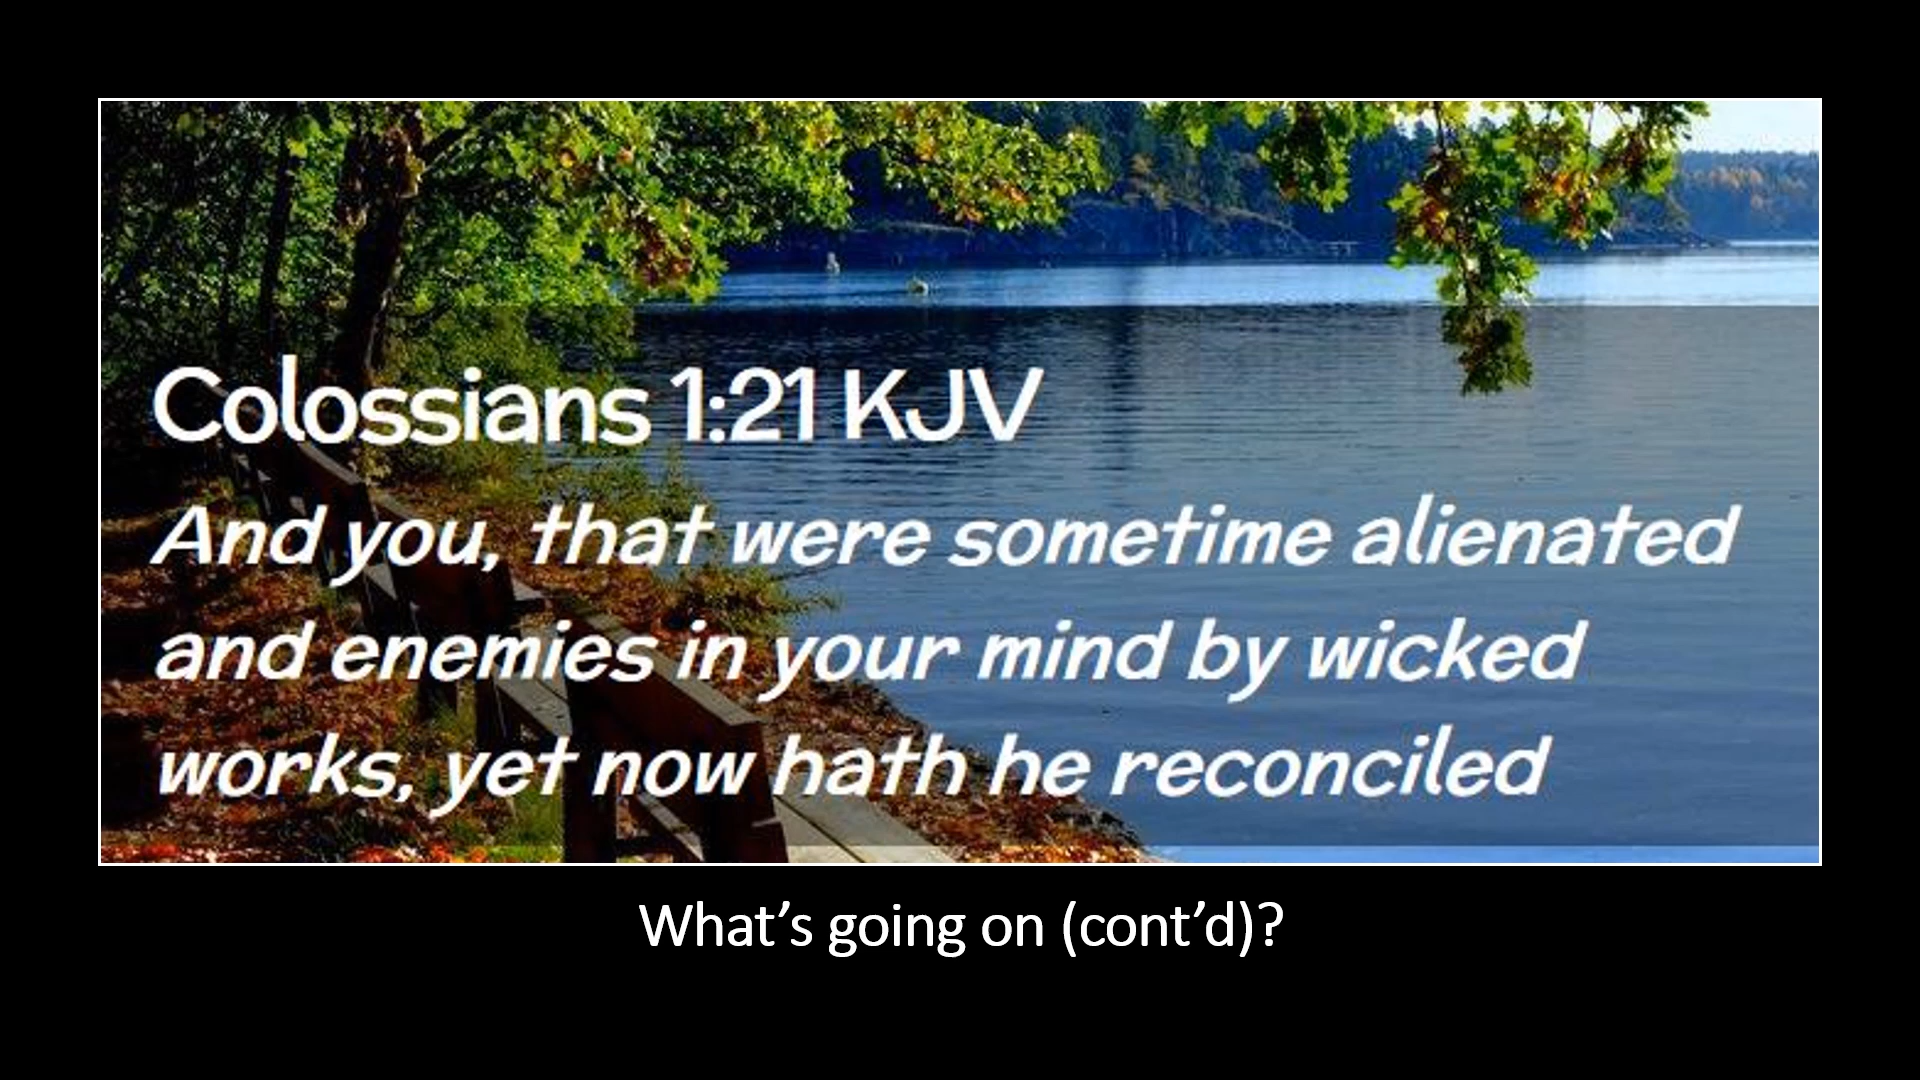 Colossians 1:21 KJV
And you, that were sometime alienated
and enemies in your mind by wicked
works, yet now hath he reconciled
What’s going on (cont’d)?